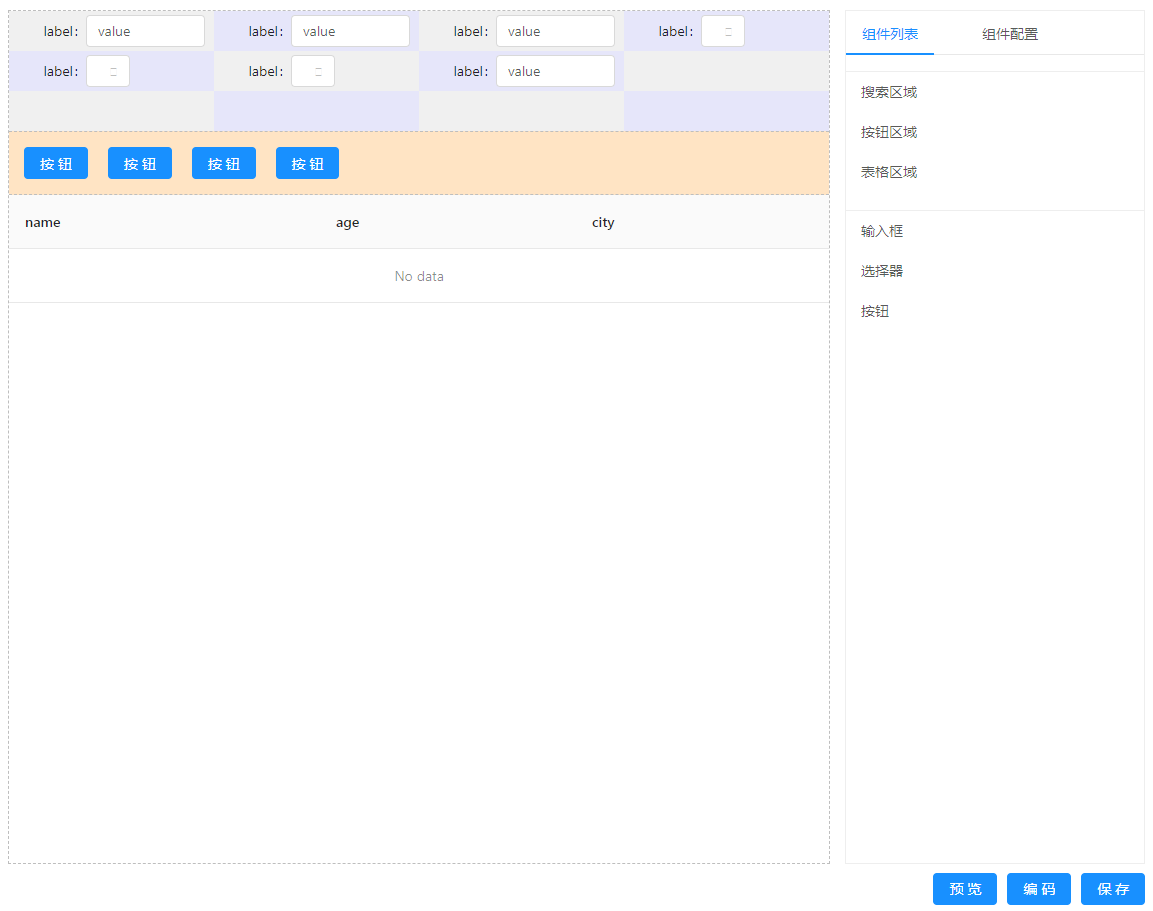 label: value label: value label: value label:
label: label: label: value
按 钮 按 钮 按 钮 按 钮
name age city
No data
组件列表 组件配置
搜索区域
按钮区域
表格区域
输入框
选择器
按钮
预 览 编 码 保 存